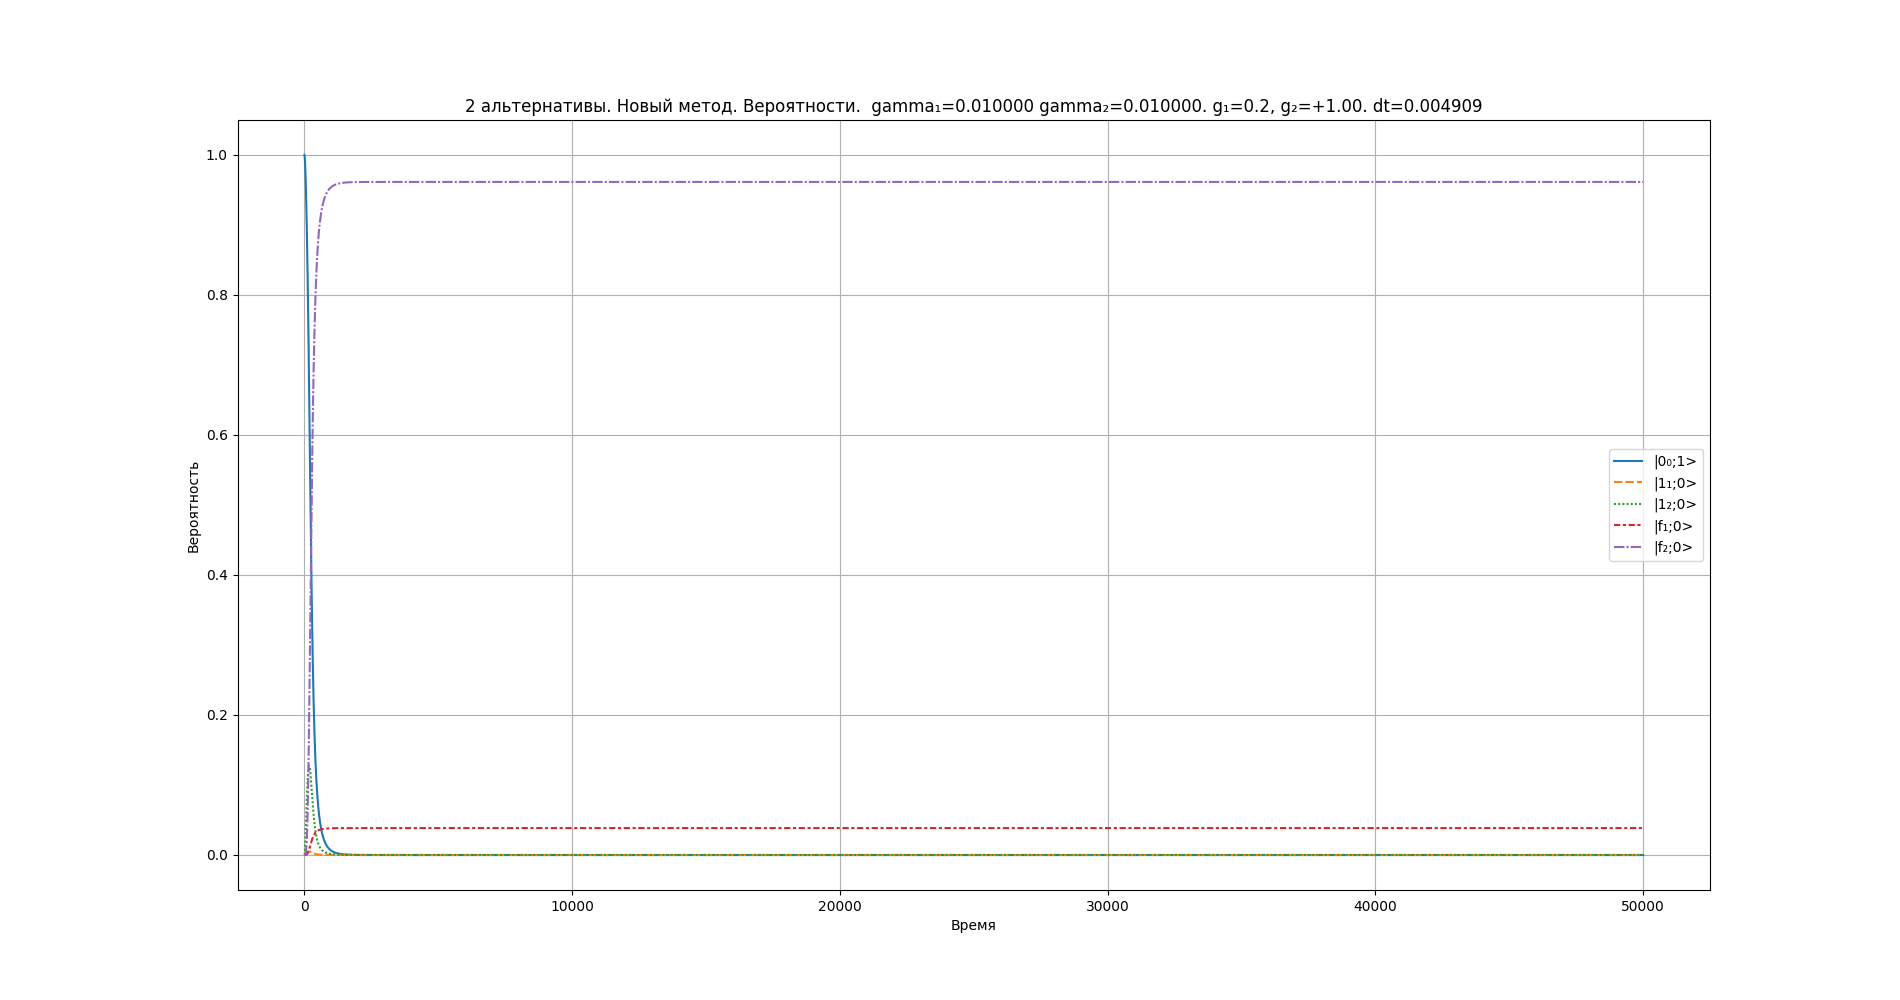 2 альтернативы. Новый метод. Вероятности.  gamma₁=0.010000 gamma₂=0.010000. g₁=0.2, g₂=+1.00. dt=0.004909
1.0
0.8
0.6
0.4
0.2
0.0
Вероятность
|0₀;1>
|1₁;0>
|1₂;0>
|f₁;0>
|f₂;0>
0 10000 20000 30000 40000 50000
Время